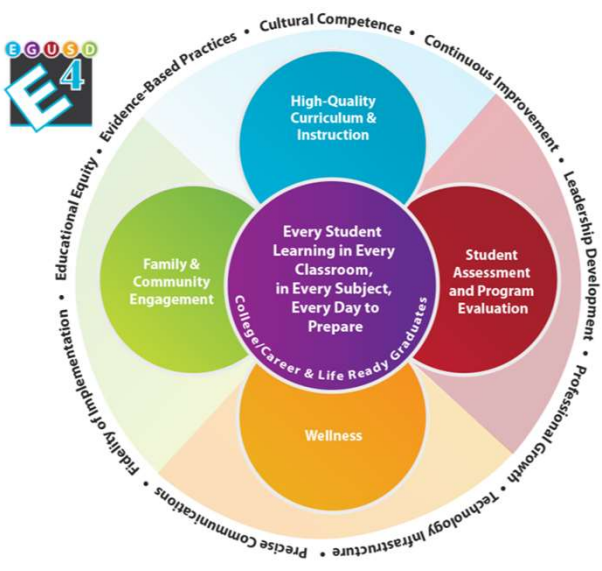 EGUSD
E4
Evidence-Based Practices • Cultural Competence • Continuous Improvement • Leadership Development • Professional Growth • Technology Infrastructure • Precise Communications • Fidelity of Implementation • Educational Equity •
High-Quality
Curriculum &
Instruction
Family &
Community
Engagement
Every Student
Learning in Every
Classroom,
in Every Subject,
Every Day to
Prepare
College/Career & Life Ready Graduates
Student
Assessment
and Program
Evaluation
Wellness